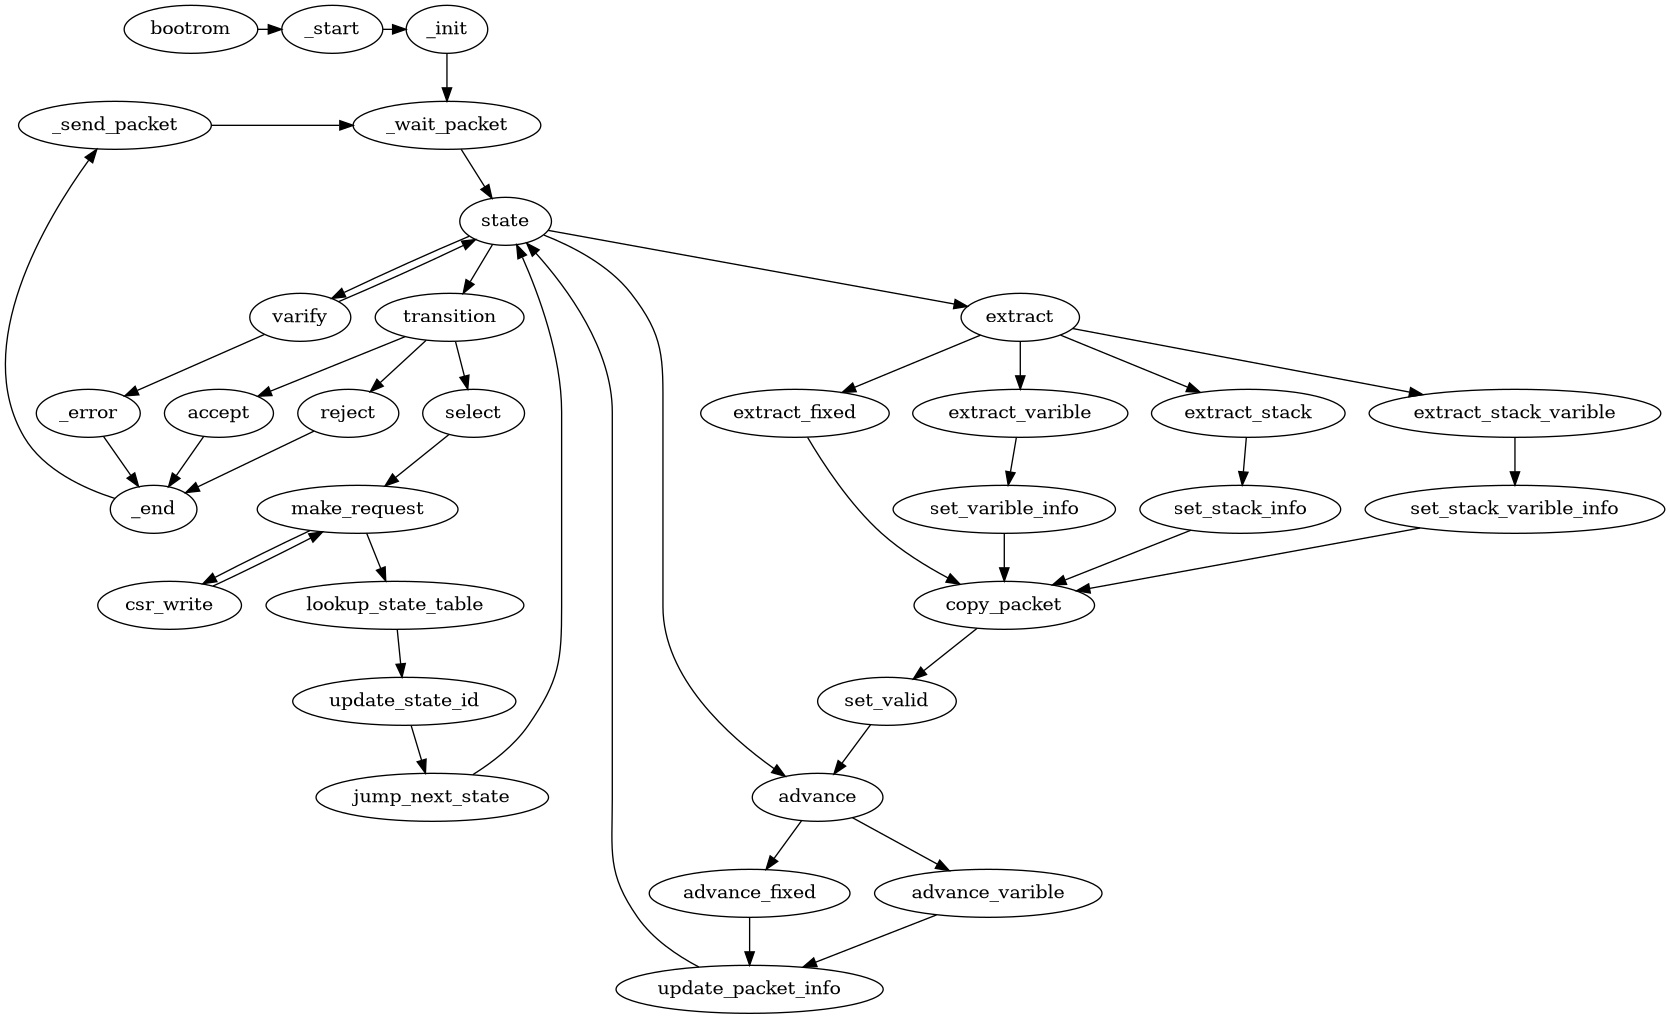 bootrom
_start
_init
_send_packet
_wait_packet
state
varify
transition
extract
_error
accept
reject
select
extract_fixed
extract_varible
extract_stack
extract_stack_varible
_end
make_request
set_varible_info
set_stack_info
set_stack_varible_info
csr_write
lookup_state_table
copy_packet
update_state_id
set_valid
jump_next_state
advance
advance_fixed
advance_varible
update_packet_info